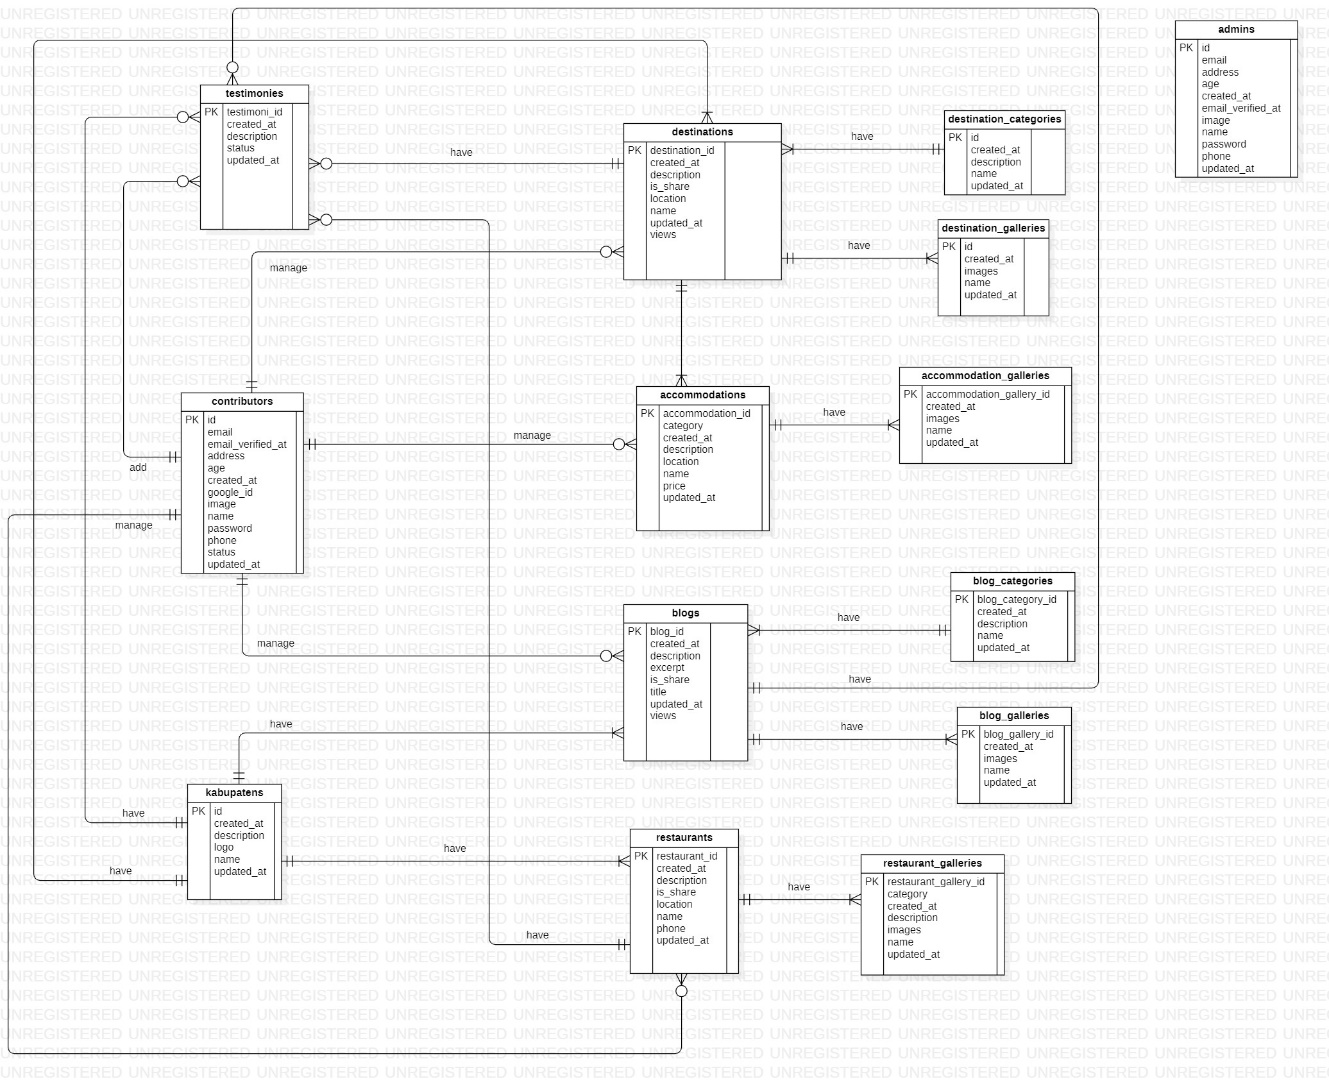 admins
PK id
email
address
age
created_at
email_verified_at
image
name
password
phone
updated_at
testimonies
PK testimoni_id
created_at
description
status
updated_at
have
destinations
PK destination_id
created_at
description
is_share
location
name
updated_at
views
have
destination_categories
PK id
created_at
description
name
updated_at
have
destination_galleries
PK id
created_at
images
name
updated_at
manage
contributors
PK id
email
email_verified_at
address
age
created_at
google_id
image
name
password
phone
status
updated_at
add
manage
manage
accommodations
PK accommodation_id
category
created_at
description
location
name
price
updated_at
have
accommodation_galleries
PK accommodation_gallery_id
created_at
images
name
updated_at
manage
blogs
PK blog_id
created_at
description
excerpt
is_share
title
updated_at
views
have
blog_categories
PK blog_category_id
created_at
description
name
updated_at
have
have
blog_galleries
PK blog_gallery_id
created_at
images
name
updated_at
have
kabupatens
PK id
created_at
description
logo
name
updated_at
have
have
have
restaurants
PK restaurant_id
created_at
description
is_share
location
name
phone
updated_at
have
have
restaurant_galleries
PK restaurant_gallery_id
category
created_at
description
images
name
updated_at
UNREGISTERED